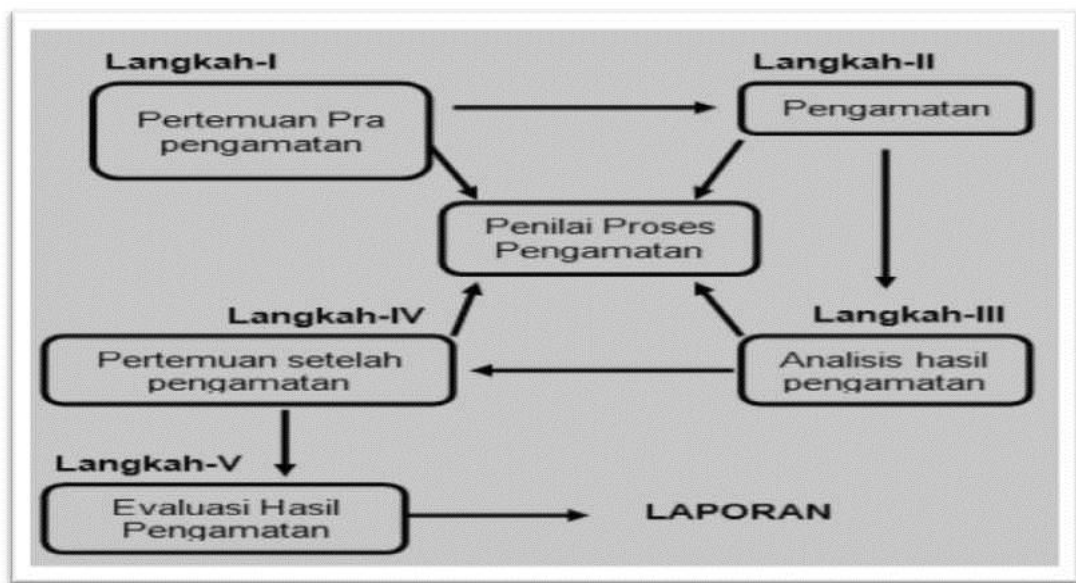 Langkah-I
Pertemuan Pra
pengamatan
Langkah-II
Pengamatan
Penilai Proses
Pengamatan
Langkah-III
Analisis hasil
pengamatan
Langkah-IV
Pertemuan setelah
pengamatan
Langkah-V
Evaluasi Hasil
Pengamatan
LAPORAN